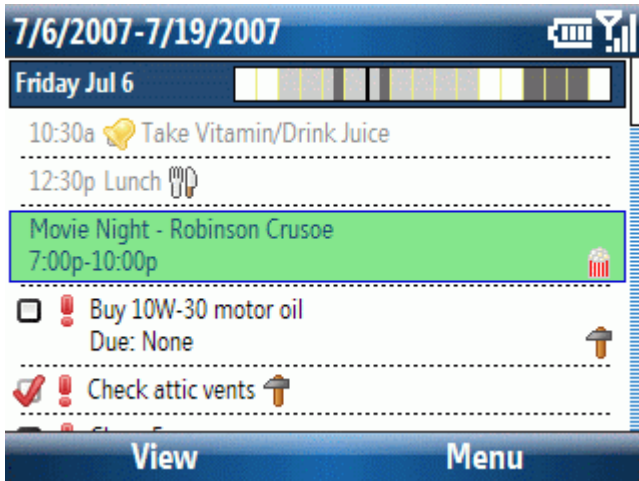 7/6/2007-7/19/2007
Friday Jul 6
10:30a Take Vitamin/Drink Juice
12:30p Lunch
Movie Night - Robinson Crusoe
7:00p-10:00p
Buy 10W-30 motor oil
Due: None
Check attic vents
View Menu